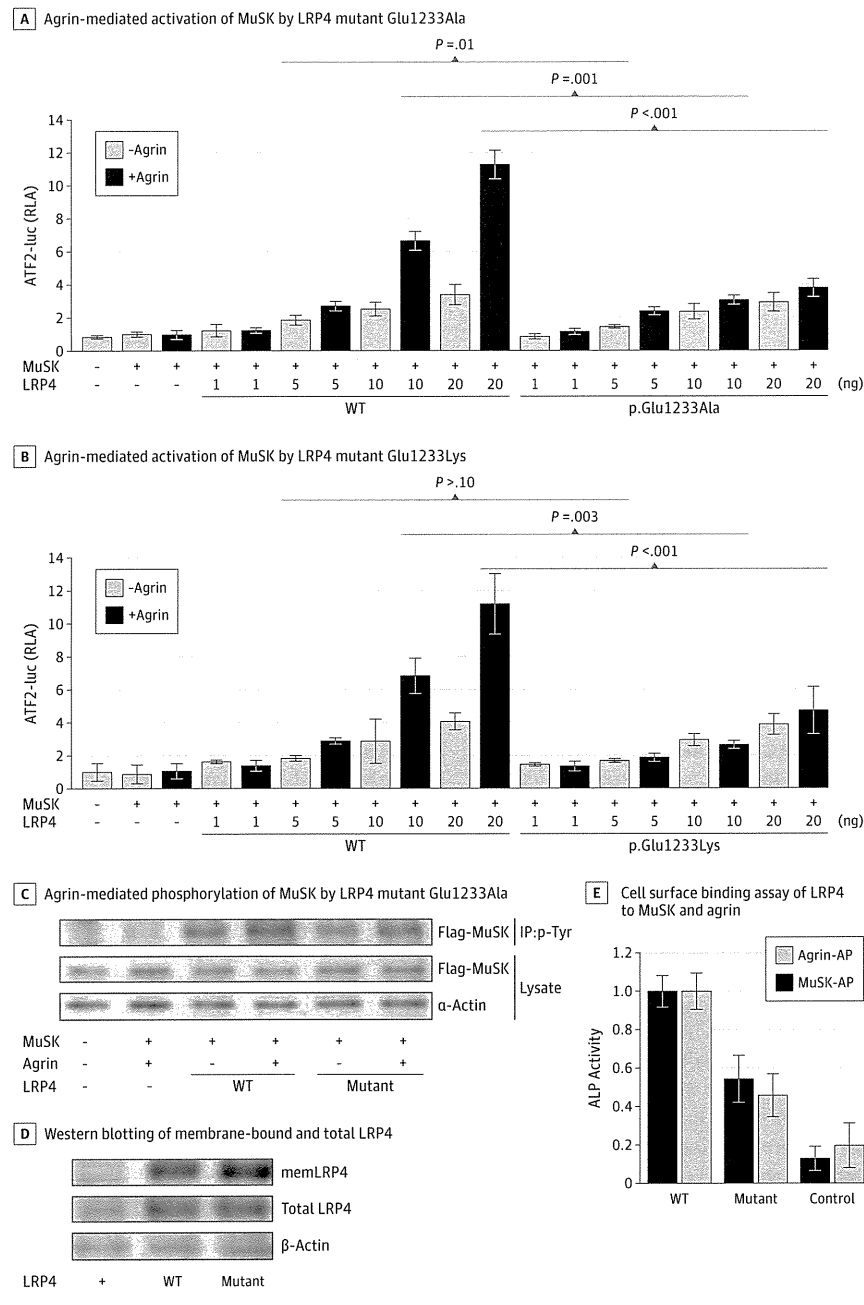 A Agrin-mediated activation of MuSK by LRP4 mutant Glu1233Ala
P =.01
P =.001
P <.001
14
12
10
8
6
4
2
0
ATF2-luc (RLA)
-Agrin
+Agrin
MuSK - + + + + + + + + + + + + + + + + + +
LRP4 - - - 1 1 5 5 10 10 20 20 1 1 5 5 10 10 20 20 (ng)
WT p.Glu1233Ala
B Agrin-mediated activation of MuSK by LRP4 mutant Glu1233Lys
P >.10
P =.003
P <.001
14
12
10
8
6
4
2
0
ATF2-luc (RLA)
-Agrin
+Agrin
MuSK - + + + + + + + + + + + + + + + + + +
LRP4 - - - 1 1 5 5 10 10 20 20 1 1 5 5 10 10 20 20 (ng)
WT p.Glu1233Lys
C Agrin-mediated phosphorylation of MuSK by LRP4 mutant Glu1233Ala
Flag-MuSK IP:p-Tyr
Flag-MuSK
Lysate
α-Actin
MuSK - + + + + +
Agrin - + - + - +
LRP4 - - WT Mutant
D Western blotting of membrane-bound and total LRP4
memLRP4
Total LRP4
β-Actin
LRP4 + WT Mutant
E Cell surface binding assay of LRP4
to MuSK and agrin
1.2
1.0
0.8
0.6
0.4
0.2
0
ALP Activity
Agrin-AP
MuSK-AP
WT Mutant Control